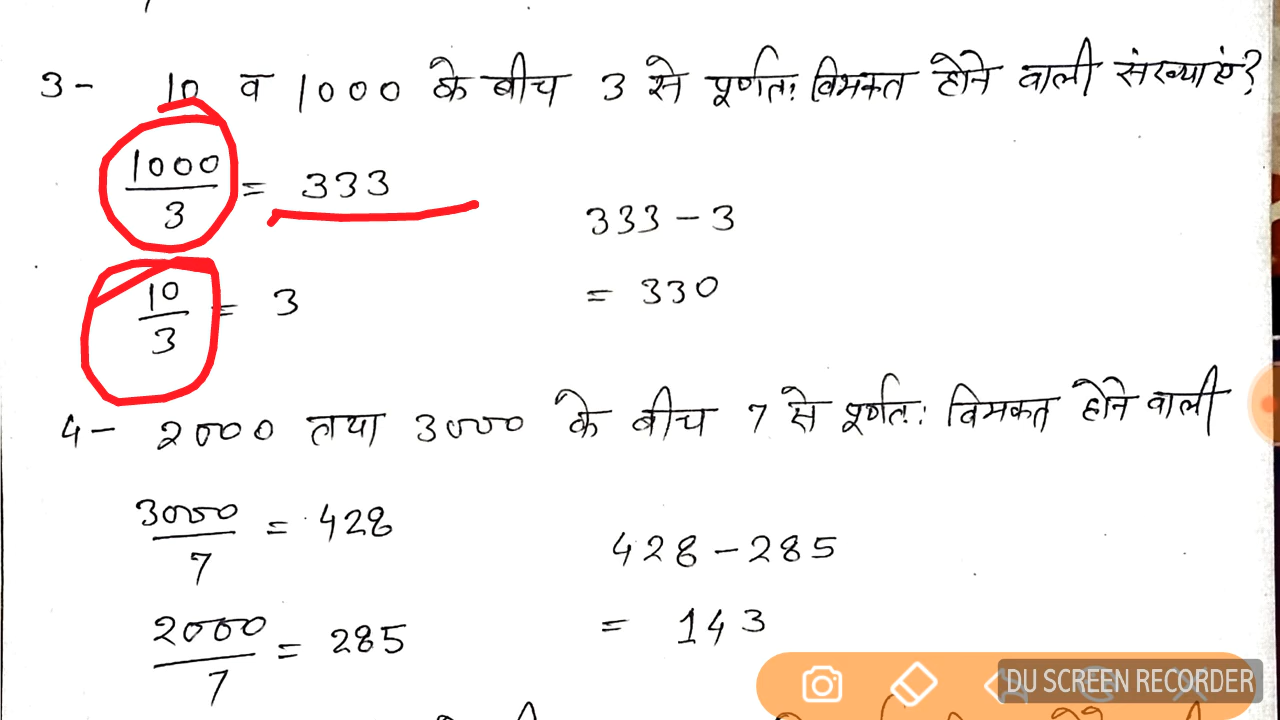 3- 10 व 1000 के बीच 3 से पूर्णतः विभक्त होने वाली संख्याएं?
1000/3 = 333
333 - 3
10/3 = 3
= 330
4- 2000 तथा 3000 के बीच 7 से पूर्णतः विभक्त होने वाली
3000/7 = 428
428 - 285
2000/7 = 285
= 143
DU SCREEN RECORDER